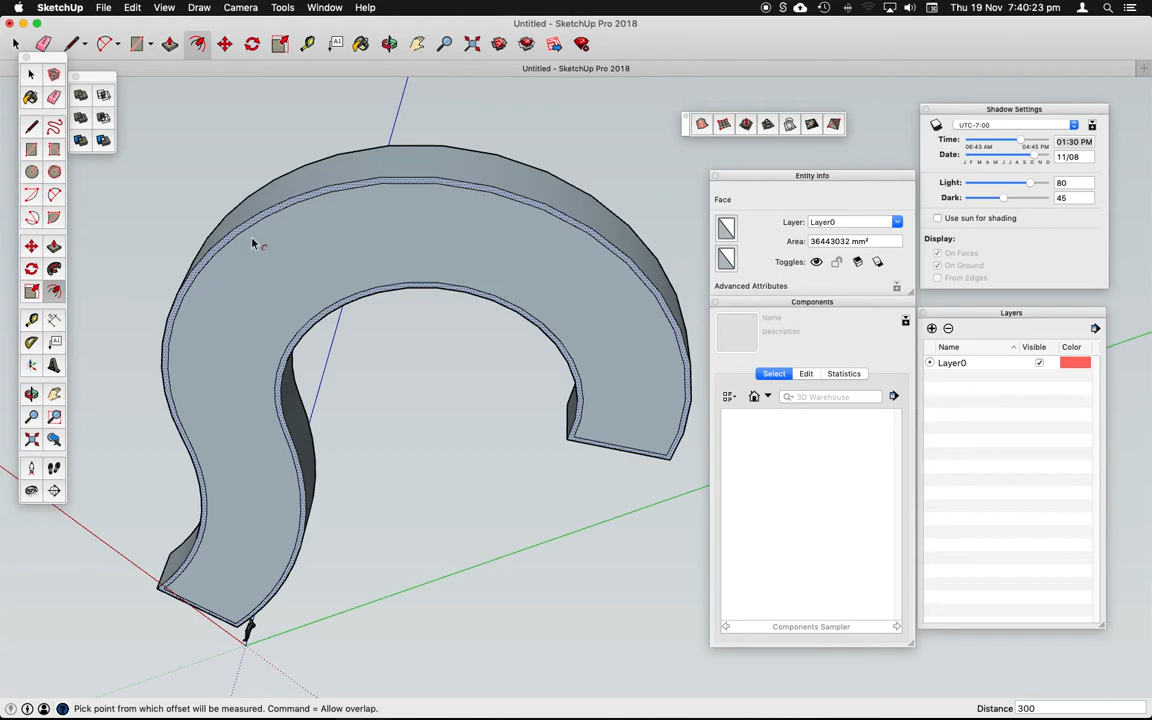 SketchUp File Edit View Draw Camera Tools Window Help Thu 19 Nov 7:40:23 pm
Untitled - SketchUp Pro 2018
A1
Untitled - SketchUp Pro 2018
Shadow Settings
UTC-7:00
Time: 06:43 AM 04:45 PM 01:30 PM
Date: J F M A M J J A S O N D 11/08
Light: 80
Dark: 45
Use sun for shading
Display:
On Faces
On Ground
From Edges
Entity Info
Face
Layer: Layer0
Area: 36443032 mm²
Toggles:
Advanced Attributes
Components
Name
Description
Select Edit Statistics
3D Warehouse
Components Sampler
Layers
Name Visible Color
Layer0
A1
Pick point from which offset will be measured. Command = Allow overlap.
Distance 300